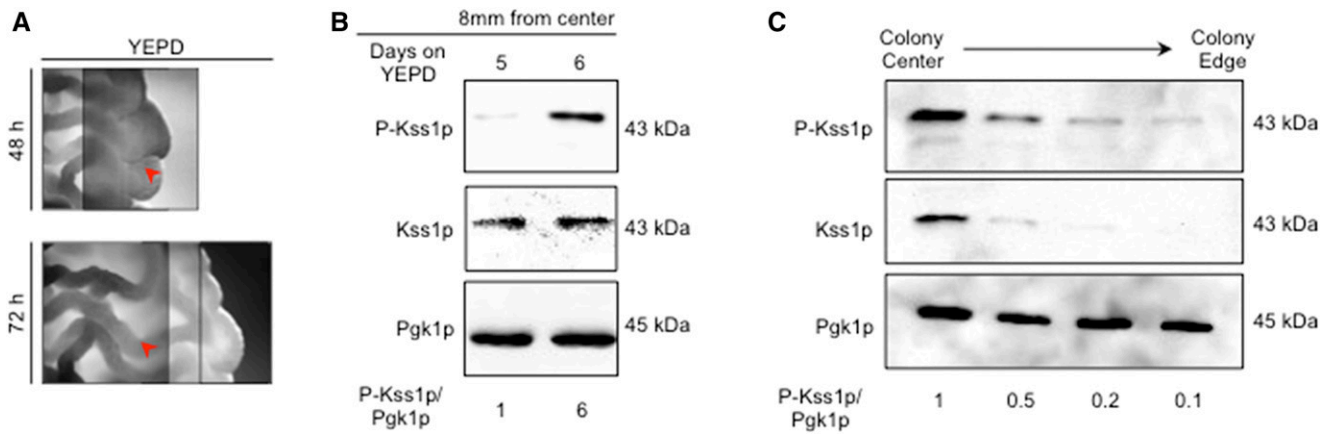 A
YEPD
48 h
72 h
B
8mm from center
Days on
YEPD
5 6
P-Kss1p 43 kDa
Kss1p 43 kDa
Pgk1p 45 kDa
P-Kss1p/
Pgk1p
1 6
C
Colony
Center
Colony
Edge
P-Kss1p 43 kDa
Kss1p 43 kDa
Pgk1p 45 kDa
P-Kss1p/
Pgk1p
1 0.5 0.2 0.1